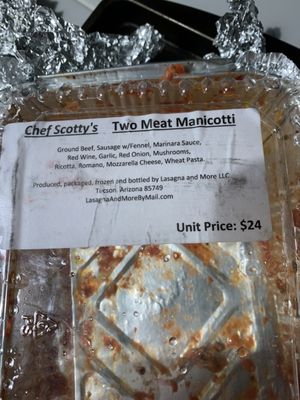 Chef Scotty's Two Meat Manicotti
Ground Beef, Sausage w/Fennel, Marinara Sauce,
Red Wine, Garlic, Red Onion, Mushrooms,
Ricotta, Romano, Mozzarella Cheese, Wheat Pasta.
Produced, packaged, frozen and bottled by Lasagna and More LLC
Tucson, Arizona 85749
LasagnaAndMoreByMail.com
Unit Price: $24